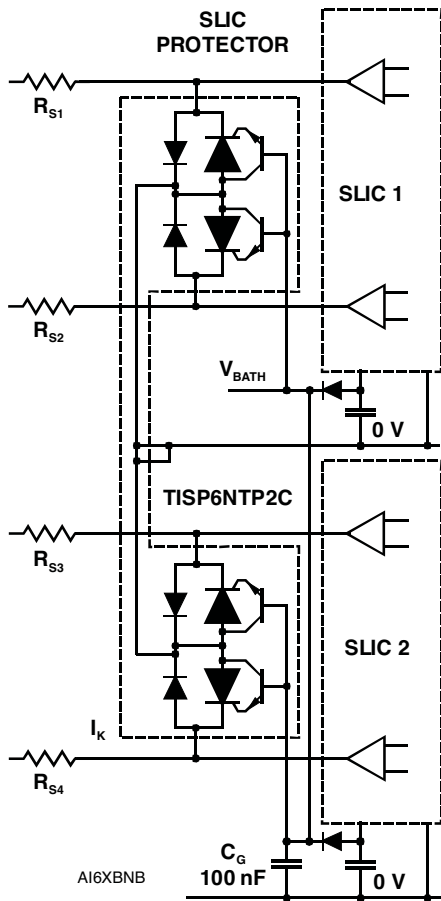 SLIC
PROTECTOR
RS1
SLIC 1
RS2
VBATH
0 V
TISP6NTP2C
RS3
SLIC 2
IK
RS4
CG
100 nF
0 V
AI6XBNB